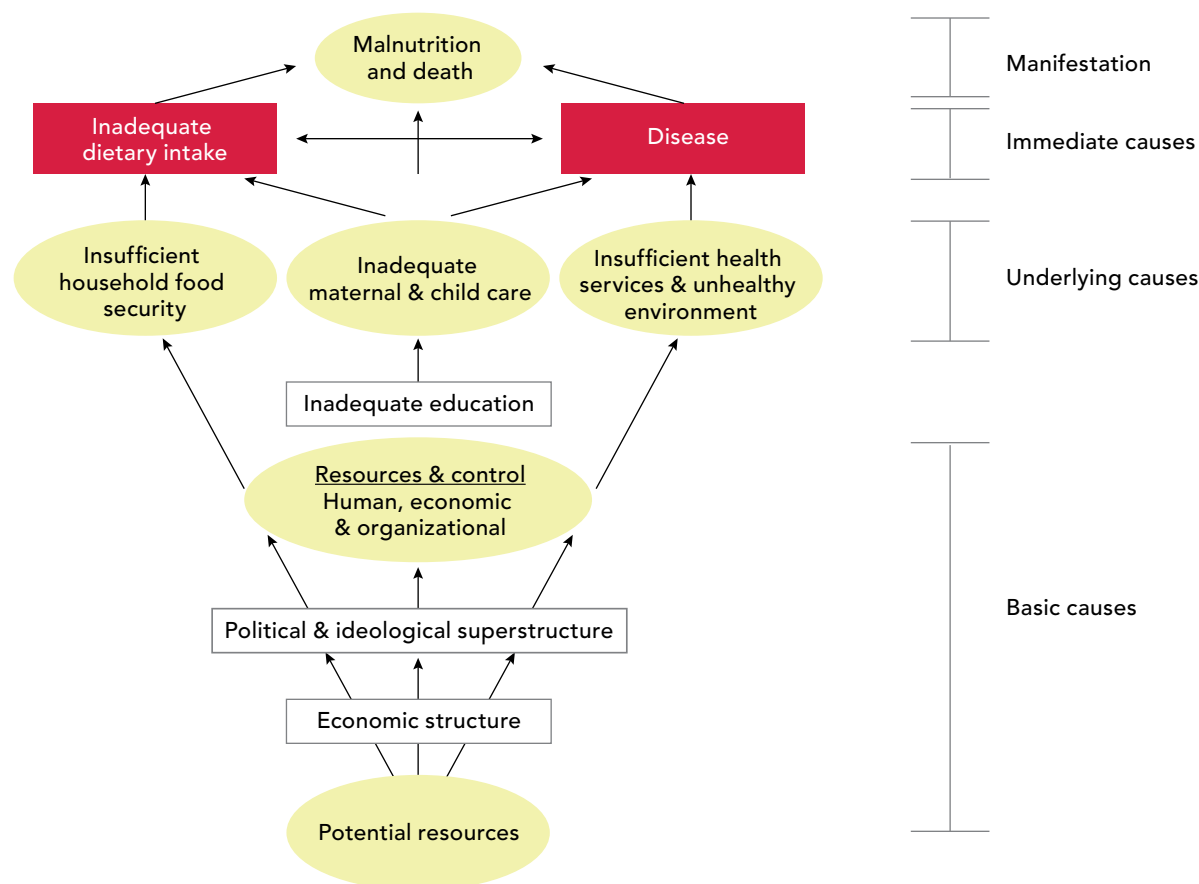 Malnutrition
and death
Manifestation
Inadequate
dietary intake
Disease
Immediate causes
Insufficient
household food
security
Inadequate
maternal & child care
Insufficient health
services & unhealthy
environment
Underlying causes
Inadequate education
Resources & control
Human, economic
& organizational
Basic causes
Political & ideological superstructure
Economic structure
Potential resources